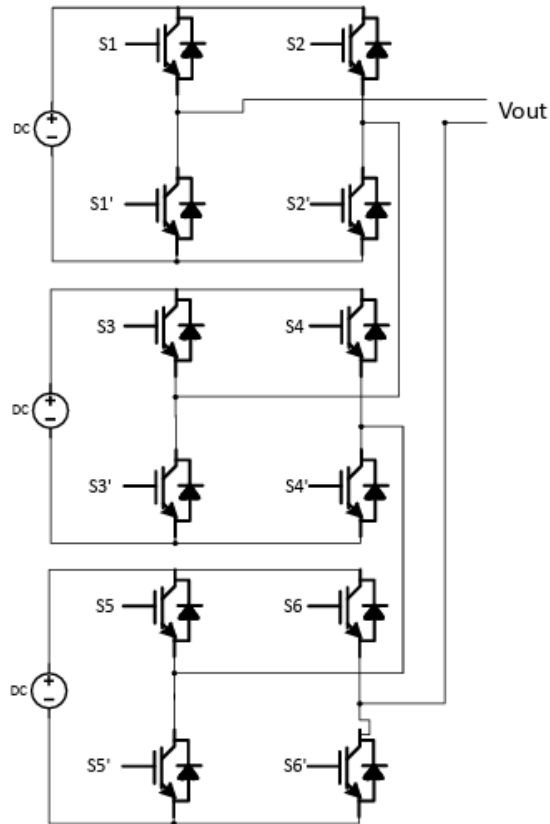 S1
S2
DC
+
−
Vout
S1'
S2'
S3
S4
DC
+
−
S3'
S4'
S5
S6
DC
+
−
S5'
S6'